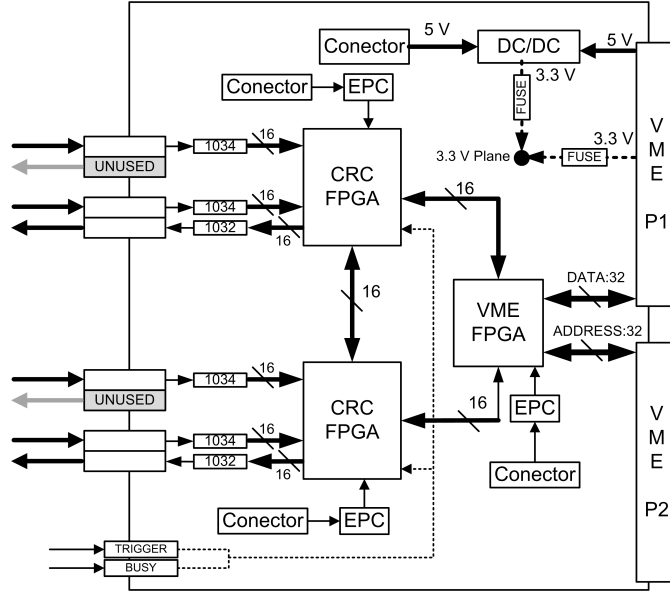 Conector
5 V
DC/DC
5 V
3.3 V
FUSE
3.3 V Plane
FUSE
3.3 V
V
M
E
P1
Conector
EPC
UNUSED
1034
16
CRC
FPGA
1034
16
1032
16
16
16
VME
FPGA
DATA:32
ADDRESS:32
V
M
E
P2
UNUSED
1034
16
CRC
FPGA
1034
16
1032
16
16
EPC
Conector
Conector
EPC
TRIGGER
BUSY